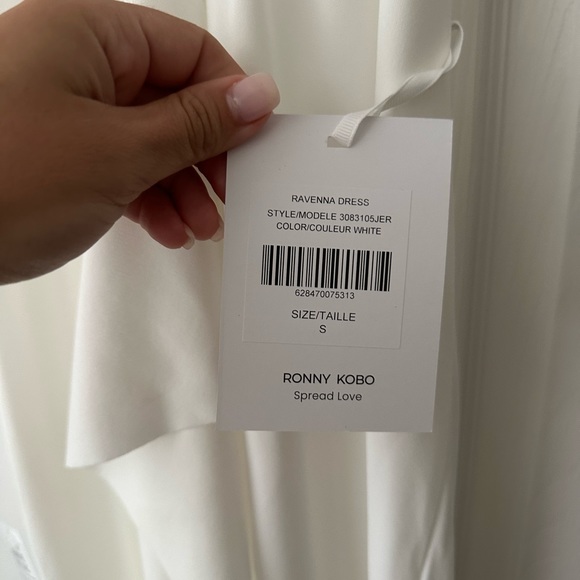 RAVENNA DRESS
STYLE/MODELE 3083105JER
COLOR/COULEUR WHITE
628470075313
SIZE/TAILLE
S
RONNY KOBO
Spread Love